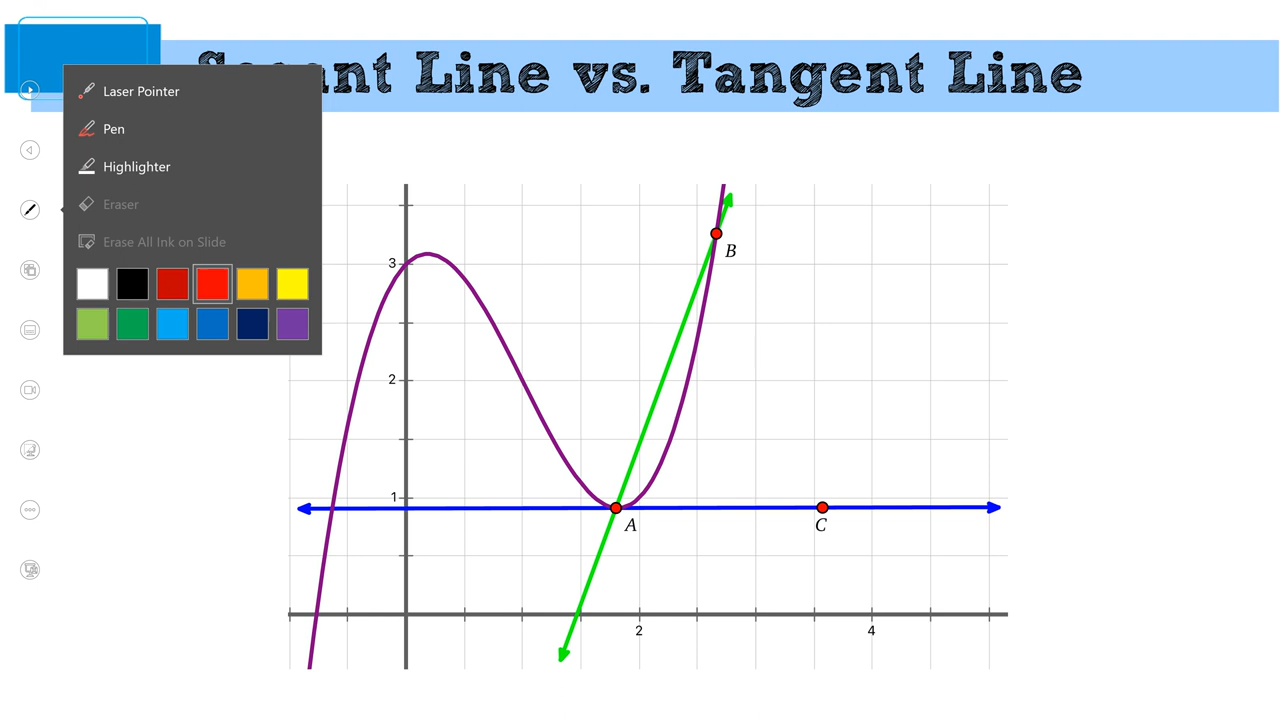 ant Line vs. Tangent Line
Laser Pointer
Pen
Highlighter
Eraser
Erase All Ink on Slide
B
3
2
1
A
C
2
4